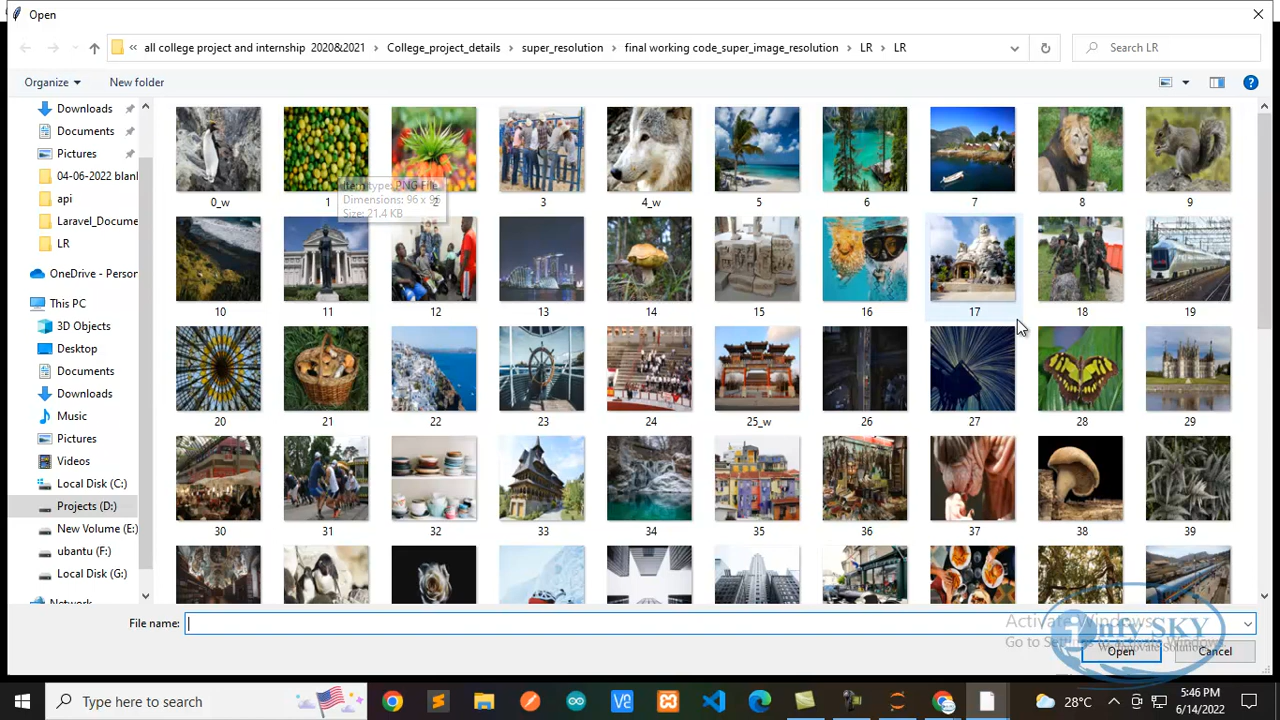 Open
« all college project and internship 2020&2021 > College_project_details > super_resolution > final working code_super_image_resolution > LR > LR
Search LR
Organize
New folder
Downloads
Documents
Pictures
04-06-2022 blanl
api
Laravel_Docume
LR
OneDrive - Person
This PC
3D Objects
Desktop
Documents
Downloads
Music
Pictures
Videos
Local Disk (C:)
Projects (D:)
New Volume (E:)
ubantu (F:)
Local Disk (G:)
Network
0_w 1 2 3 4_w 5 6 7 8 9
Item type: PNG File
Dimensions: 96 x 96
Size: 21.4 KB
10 11 12 13 14 15 16 17 18 19
20 21 22 23 24 25_w 26 27 28 29
30 31 32 33 34 35 36 37 38 39
File name:
Activate Windows
Go to Settings to activate Windows.
SKY
Open
Cancel
Type here to search
28°C
5:46 PM
6/14/2022